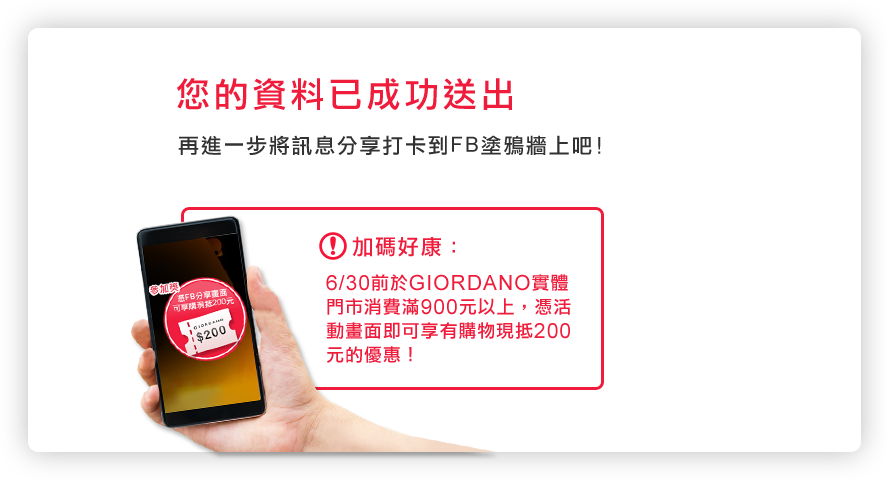 您的資料已成功送出
再進一步將訊息分享打卡到FB塗鴉牆上吧!
加碼好康：
6/30前於GIORDANO實體
門市消費滿900元以上，憑活
動畫面即可享有購物現抵200
元的優惠！
參加獎
憑FB分享畫面
可享購現抵200元
GIORDANO
$200